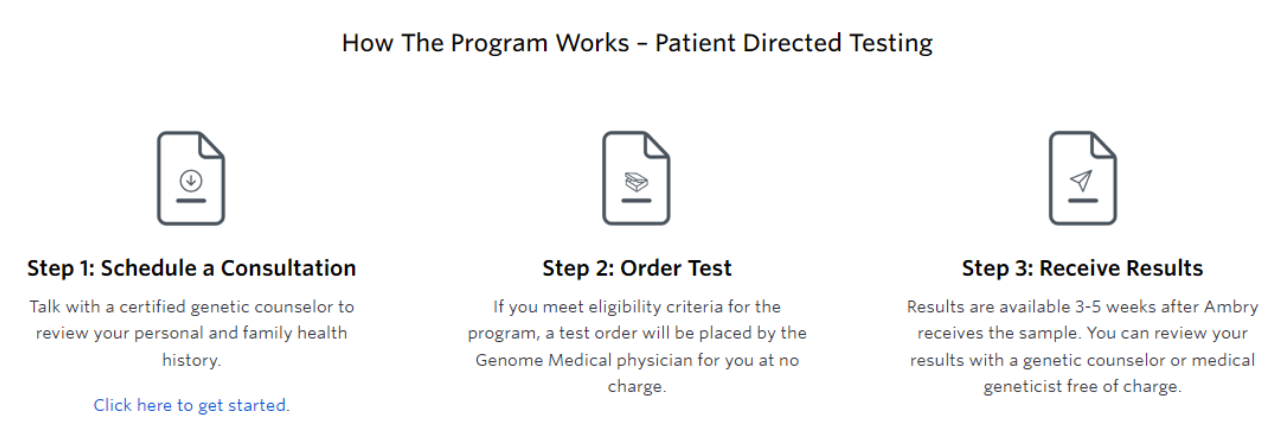 How The Program Works – Patient Directed Testing
Step 1: Schedule a Consultation
Talk with a certified genetic counselor to
review your personal and family health
history.
Click here to get started.
Step 2: Order Test
If you meet eligibility criteria for the
program, a test order will be placed by the
Genome Medical physician for you at no
charge.
Step 3: Receive Results
Results are available 3-5 weeks after Ambry
receives the sample. You can review your
results with a genetic counselor or medical
geneticist free of charge.